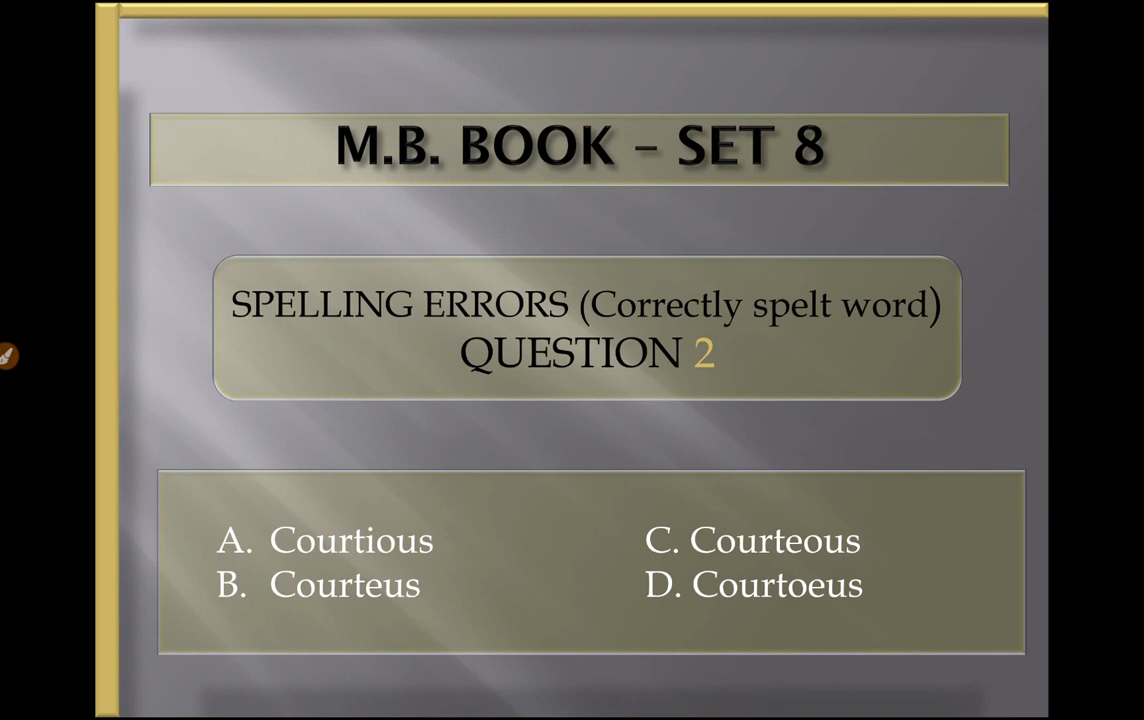 M.B. BOOK – SET 8
SPELLING ERRORS (Correctly spelt word)
QUESTION 2
A. Courtious
B. Courteus
C. Courteous
D. Courtoeus